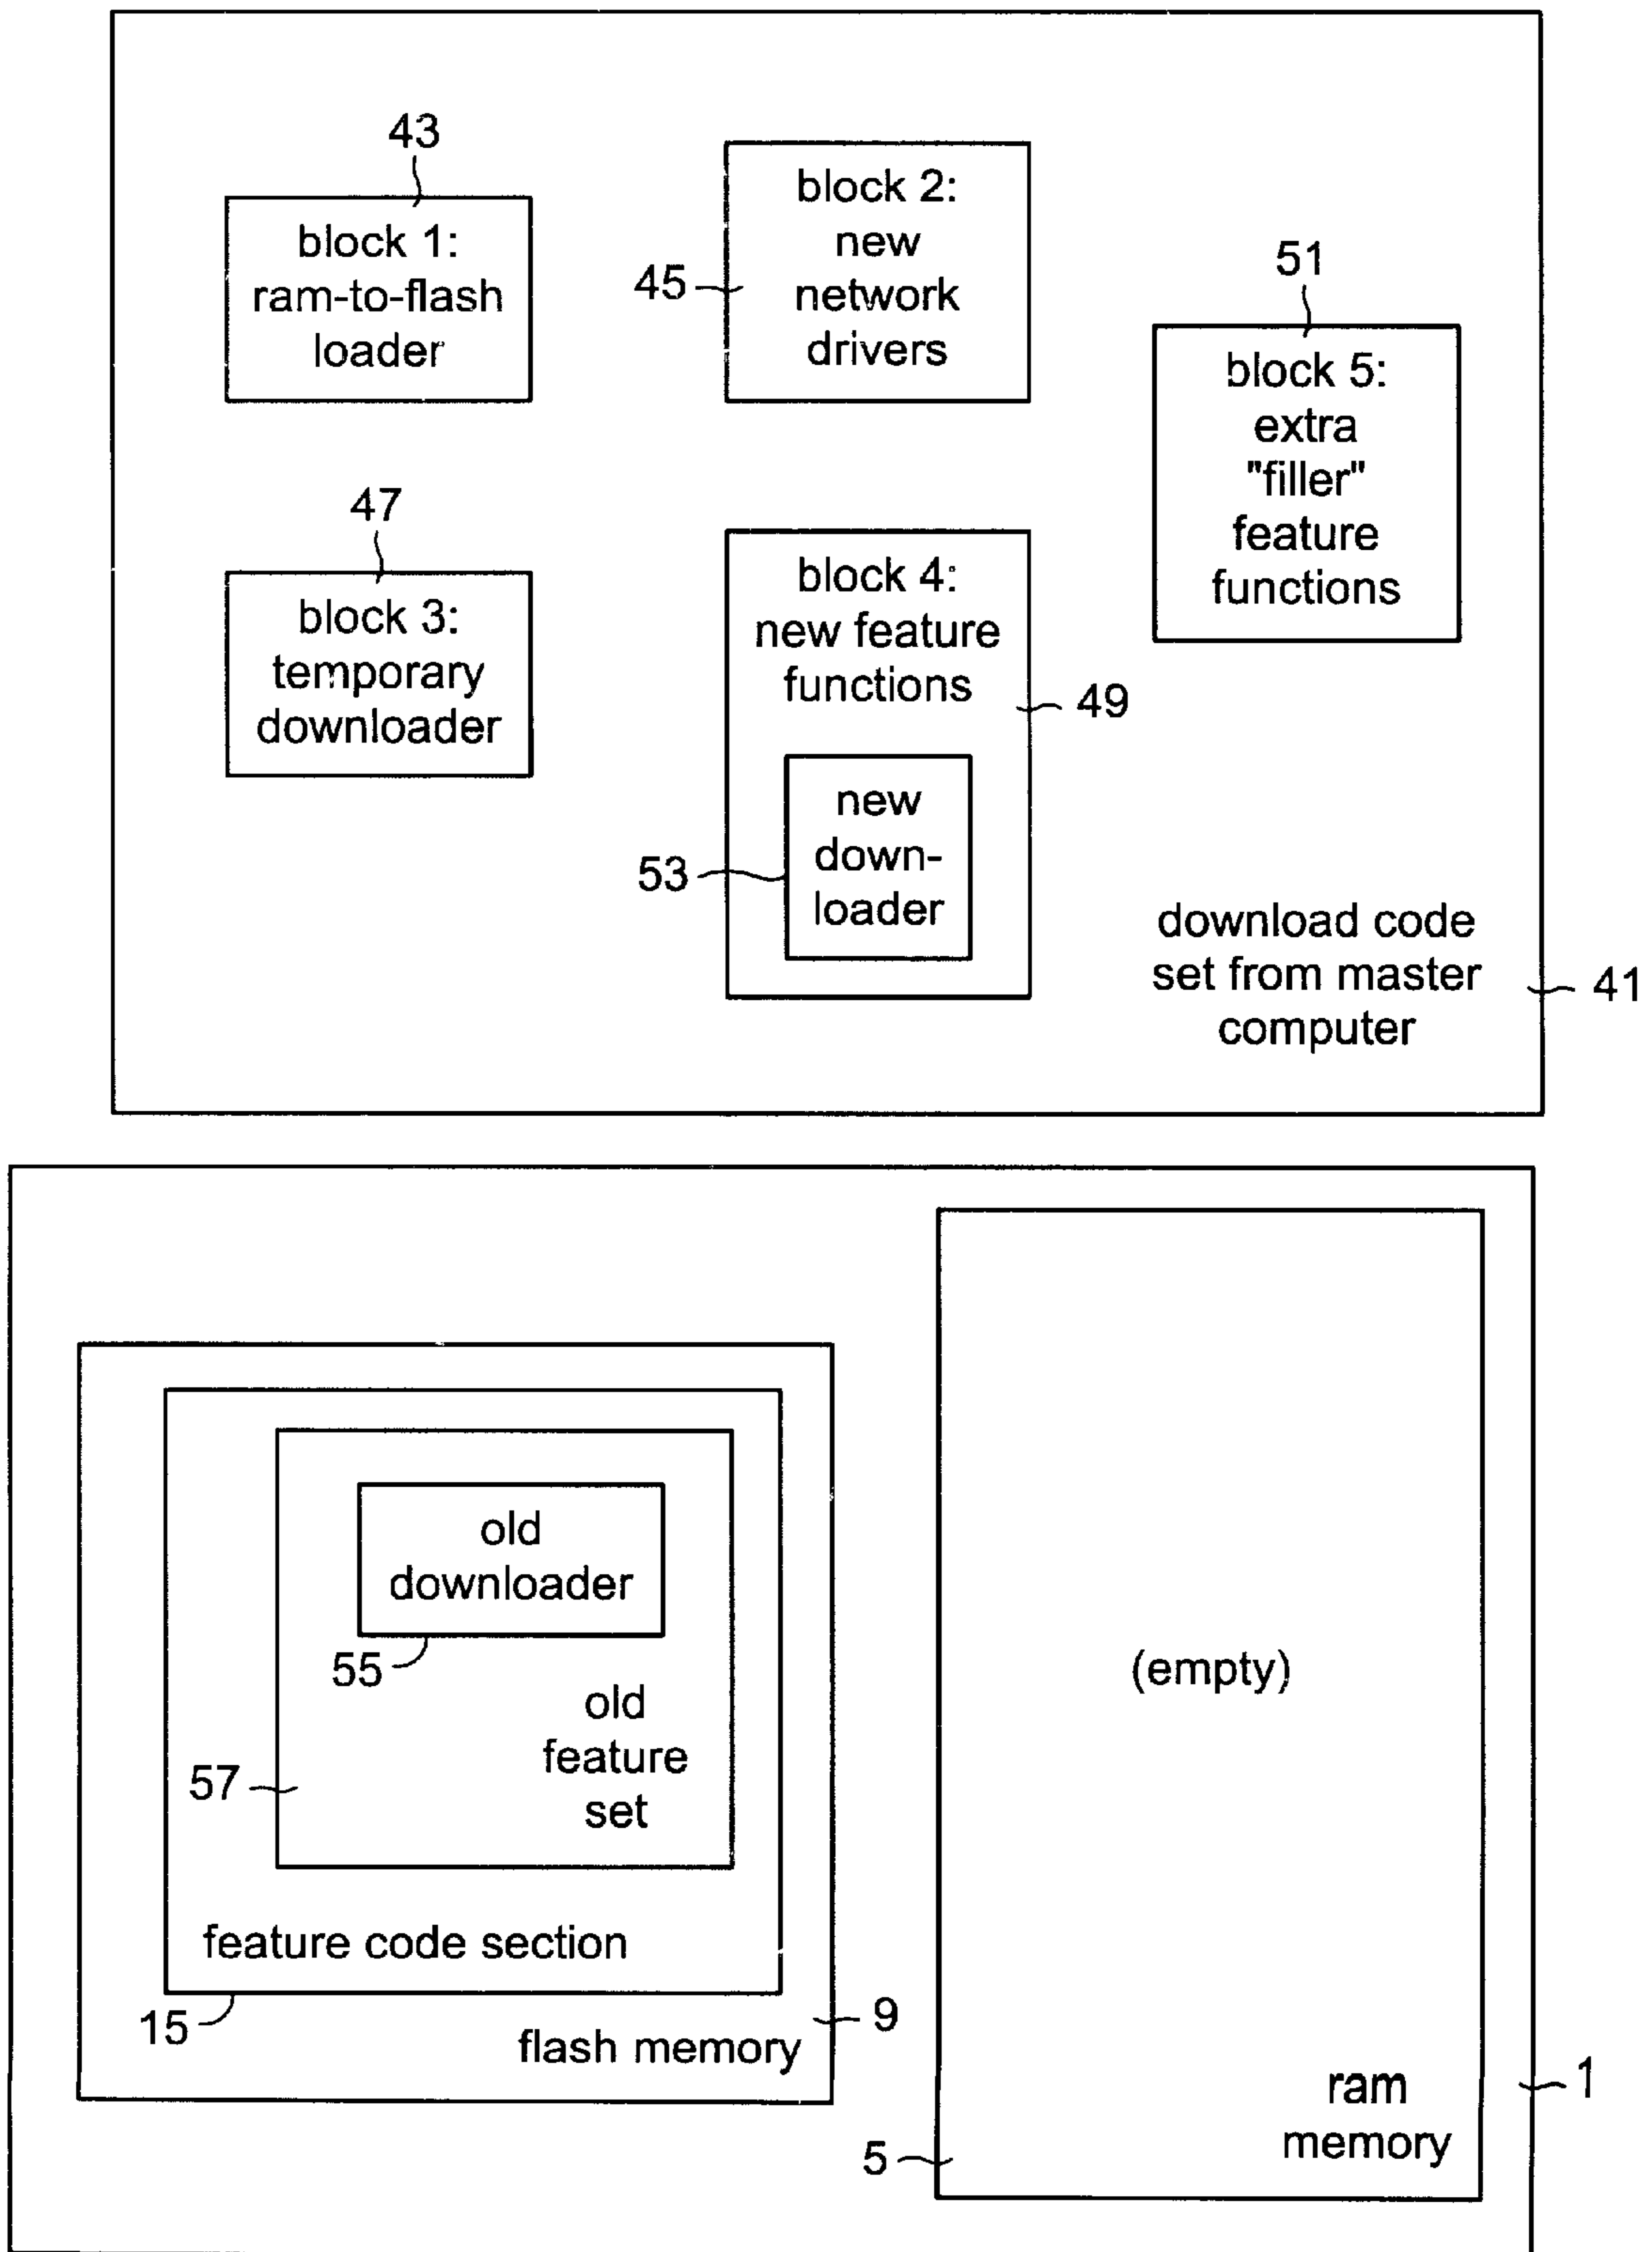 43
block 1:
ram-to-flash
loader
block 2:
new
network
drivers
45
51
block 5:
extra
"filler"
feature
functions
47
block 3:
temporary
downloader
block 4:
new feature
functions
49
new
down-
loader
53
download code
set from master
computer
41
old
downloader
55
old
feature
set
57
feature code section
15
flash memory
9
(empty)
ram
memory
5
1